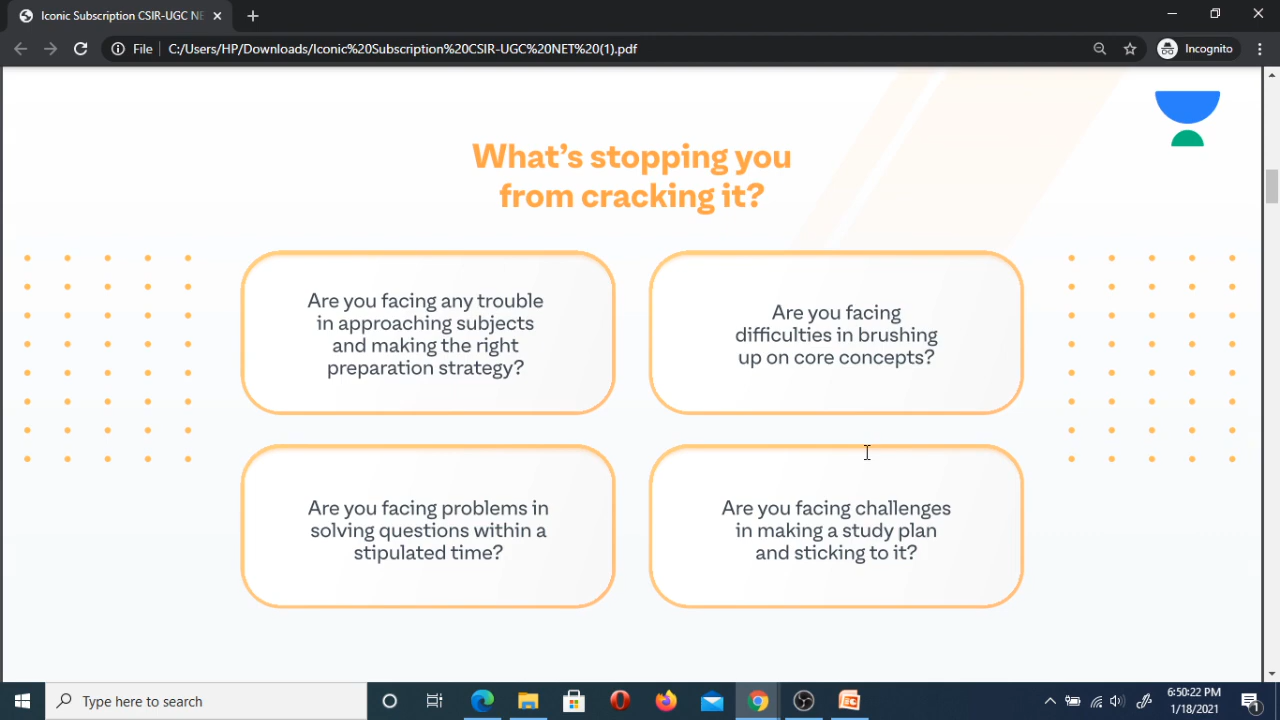 Iconic Subscription CSIR-UGC NE
File C:/Users/HP/Downloads/Iconic%20Subscription%20CSIR-UGC%20NET%20(1).pdf
Incognito
What's stopping you
from cracking it?
Are you facing any trouble
in approaching subjects
and making the right
preparation strategy?
Are you facing
difficulties in brushing
up on core concepts?
Are you facing problems in
solving questions within a
stipulated time?
Are you facing challenges
in making a study plan
and sticking to it?
Type here to search
6:50:22 PM
1/18/2021
1